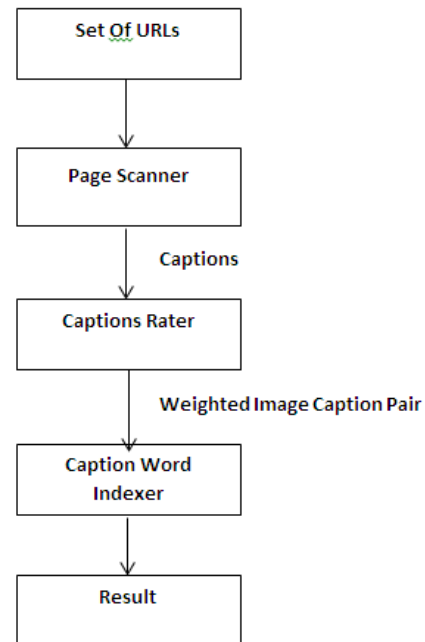 Set Of URLs
Page Scanner
Captions
Captions Rater
Weighted Image Caption Pair
Caption Word
Indexer
Result